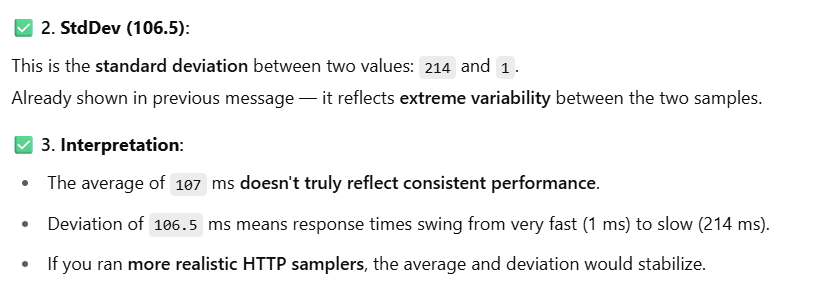 ✅ 2. StdDev (106.5):
This is the standard deviation between two values: 214 and 1.
Already shown in previous message — it reflects extreme variability between the two samples.
✅ 3. Interpretation:
• The average of 107 ms doesn't truly reflect consistent performance.
• Deviation of 106.5 ms means response times swing from very fast (1 ms) to slow (214 ms).
• If you ran more realistic HTTP samplers, the average and deviation would stabilize.